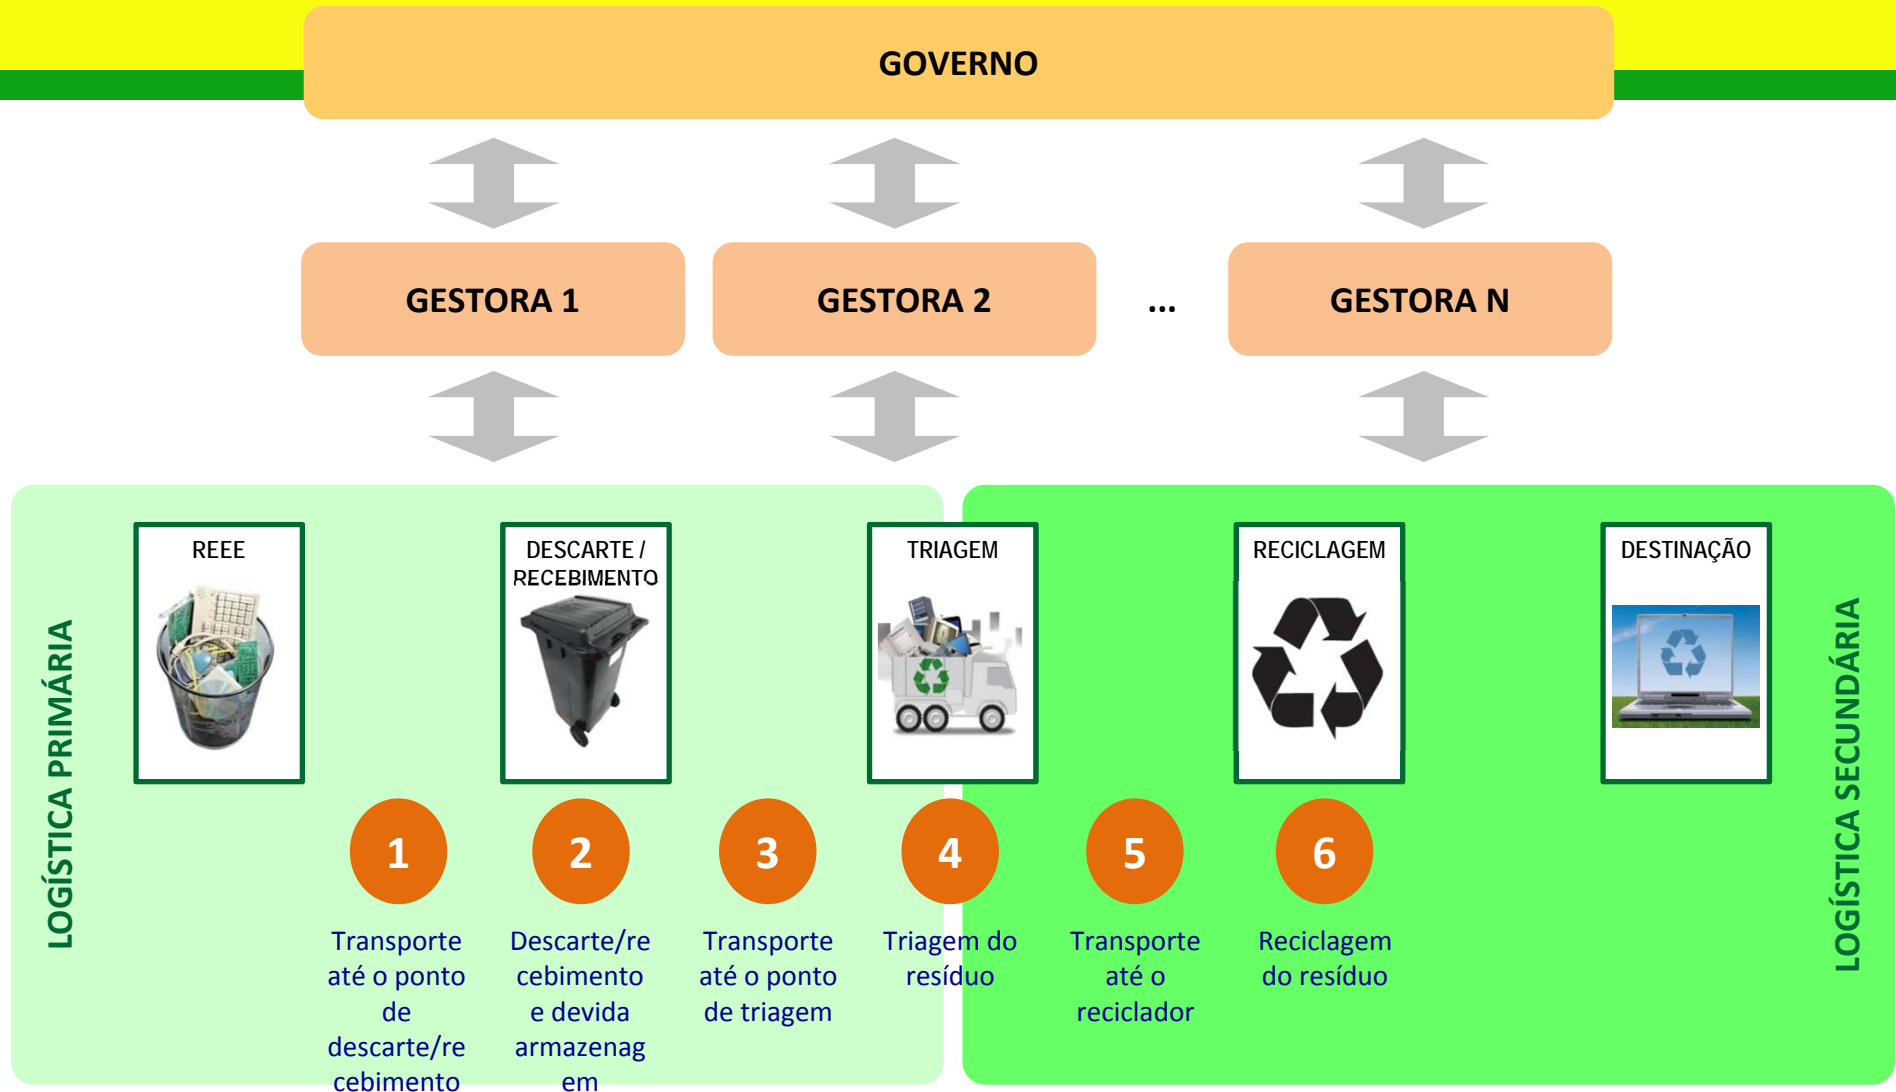 GOVERNO
GESTORA 1
GESTORA 2
...
GESTORA N
LOGÍSTICA PRIMÁRIA
REEE
DESCARTE /
RECEBIMENTO
TRIAGEM
RECICLAGEM
DESTINAÇÃO
LOGÍSTICA SECUNDÁRIA
1
Transporte
até o ponto
de
descarte/re
cebimento
2
Descarte/re
cebimento
e devida
armazenag
em
3
Transporte
até o ponto
de triagem
4
Triagem do
resíduo
5
Transporte
até o
reciclador
6
Reciclagem
do resíduo